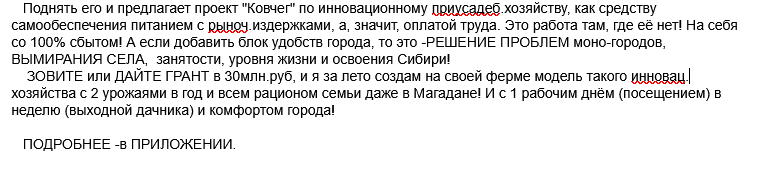 Поднять его и предлагает проект "Ковчег" по инновационному приусадеб.хозяйству, как средству
самообеспечения питанием с рыноч.издержками, а, значит, оплатой труда. Это работа там, где её нет! На себя
со 100% сбытом! А если добавить блок удобств города, то это -РЕШЕНИЕ ПРОБЛЕМ моно-городов,
ВЫМИРАНИЯ СЕЛА, занятости, уровня жизни и освоения Сибири!
ЗОВИТЕ или ДАЙТЕ ГРАНТ в 30млн.руб, и я за лето создам на своей ферме модель такого инновац.
хозяйства с 2 урожаями в год и всем рационом семьи даже в Магадане! И с 1 рабочим днём (посещением) в
неделю (выходной дачника) и комфортом города!
ПОДРОБНЕЕ -в ПРИЛОЖЕНИИ.